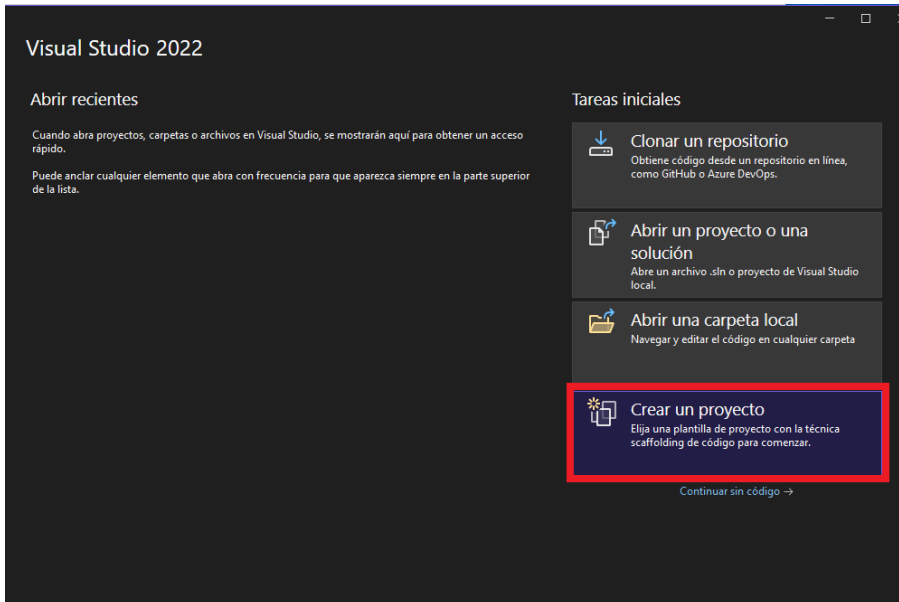 Visual Studio 2022
Abrir recientes
Cuando abra proyectos, carpetas o archivos en Visual Studio, se mostrarán aquí para obtener un acceso
rápido.
Puede anclar cualquier elemento que abra con frecuencia para que aparezca siempre en la parte superior
de la lista.
Tareas iniciales
Clonar un repositorio
Obtiene código desde un repositorio en línea,
como GitHub o Azure DevOps.
Abrir un proyecto o una
solución
Abre un archivo .sln o proyecto de Visual Studio
local.
Abrir una carpeta local
Navegar y editar el código en cualquier carpeta
Crear un proyecto
Elija una plantilla de proyecto con la técnica
scaffolding de código para comenzar.
Continuar sin código →